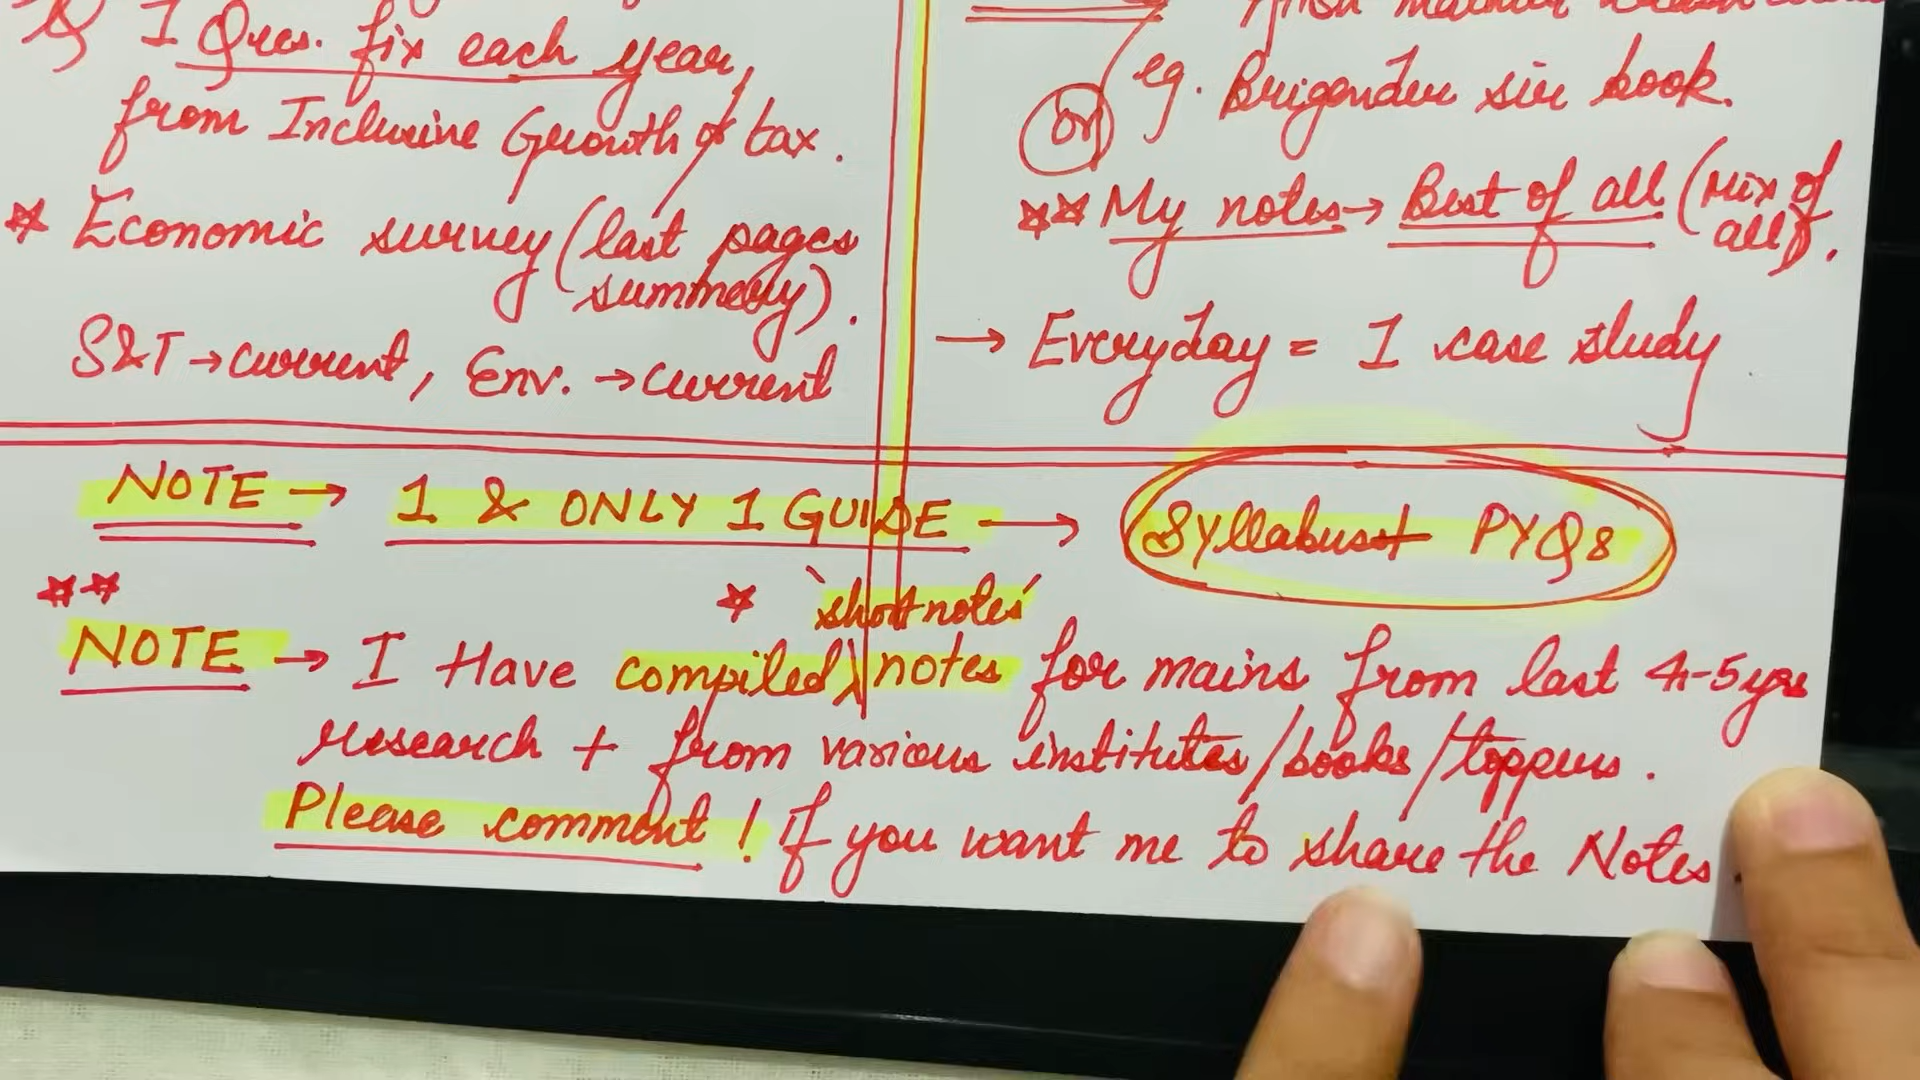 1 Ques. fix each year,
from Inclusive Growth & tax.
* Economic survey (last pages
summary).
S&T → current, Env. → current
eg. Brigender sir book.
or
** My notes → Best of all (Mix of
all).
→ Everyday = 1 case study
NOTE → 1 & ONLY 1 GUIDE → Syllabus + PYQs
** NOTE → I Have compiled notes for mains from last 4-5 yrs
* 'short notes'
research + from various institutes/books/toppers.
Please comment! If you want me to share the Notes